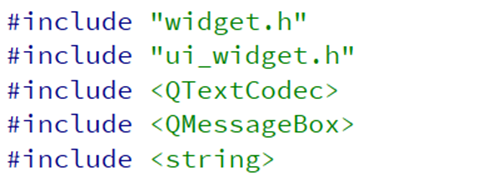 #include "widget.h"
#include "ui_widget.h"
#include <QTextCodec>
#include <QMessageBox>
#include <string>